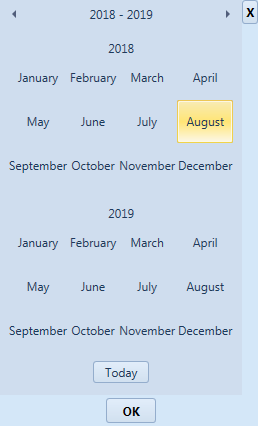 2018 - 2019 X
2018
January February March April
May June July August
September October November December
2019
January February March April
May June July August
September October November December
Today
OK